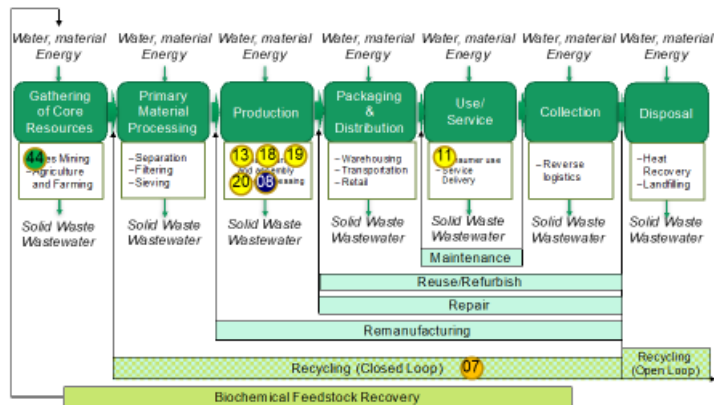 Water, material Energy
Water, material Energy
Water, material Energy
Water, material Energy
Water, material Energy
Water, material Energy
Water, material Energy
Gathering of Core Resources
Primary Material Processing
Production
Packaging & Distribution
Use/ Service
Collection
Disposal
44
Mining
–Agriculture and Farming
–Separation
–Filtering
–Sieving
13 18 19
and assembly
20 08
–Warehousing
–Transportation
–Retail
11
use
–Service Delivery
–Reverse logistics
–Heat Recovery
–Landfilling
Solid Waste Wastewater
Solid Waste Wastewater
Solid Waste Wastewater
Solid Waste Wastewater
Solid Waste Wastewater
Solid Waste Wastewater
Solid Waste Wastewater
Maintenance
Reuse/Refurbish
Repair
Remanufacturing
Recycling (Closed Loop) 07
Recycling (Open Loop)
Biochemical Feedstock Recovery